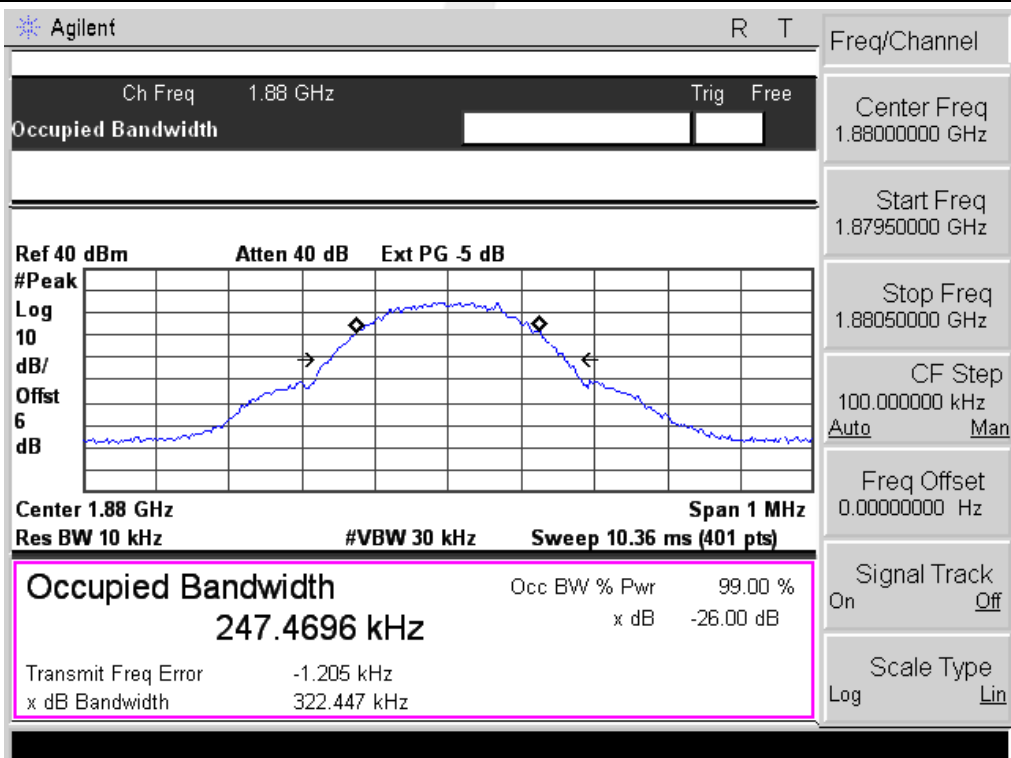 Agilent R T
Freq/Channel
Ch Freq 1.88 GHz Trig Free
Occupied Bandwidth
Center Freq
1.88000000 GHz
Start Freq
1.87950000 GHz
Stop Freq
1.88050000 GHz
CF Step
100.000000 kHz
Auto Man
Freq Offset
0.00000000 Hz
Signal Track
On Off
Scale Type
Log Lin
Ref 40 dBm Atten 40 dB Ext PG -5 dB
#Peak
Log
10
dB/
Offst
6
dB
Center 1.88 GHz Span 1 MHz
Res BW 10 kHz #VBW 30 kHz Sweep 10.36 ms (401 pts)
Occupied Bandwidth Occ BW % Pwr 99.00 %
247.4696 kHz x dB -26.00 dB
Transmit Freq Error -1.205 kHz
x dB Bandwidth 322.447 kHz